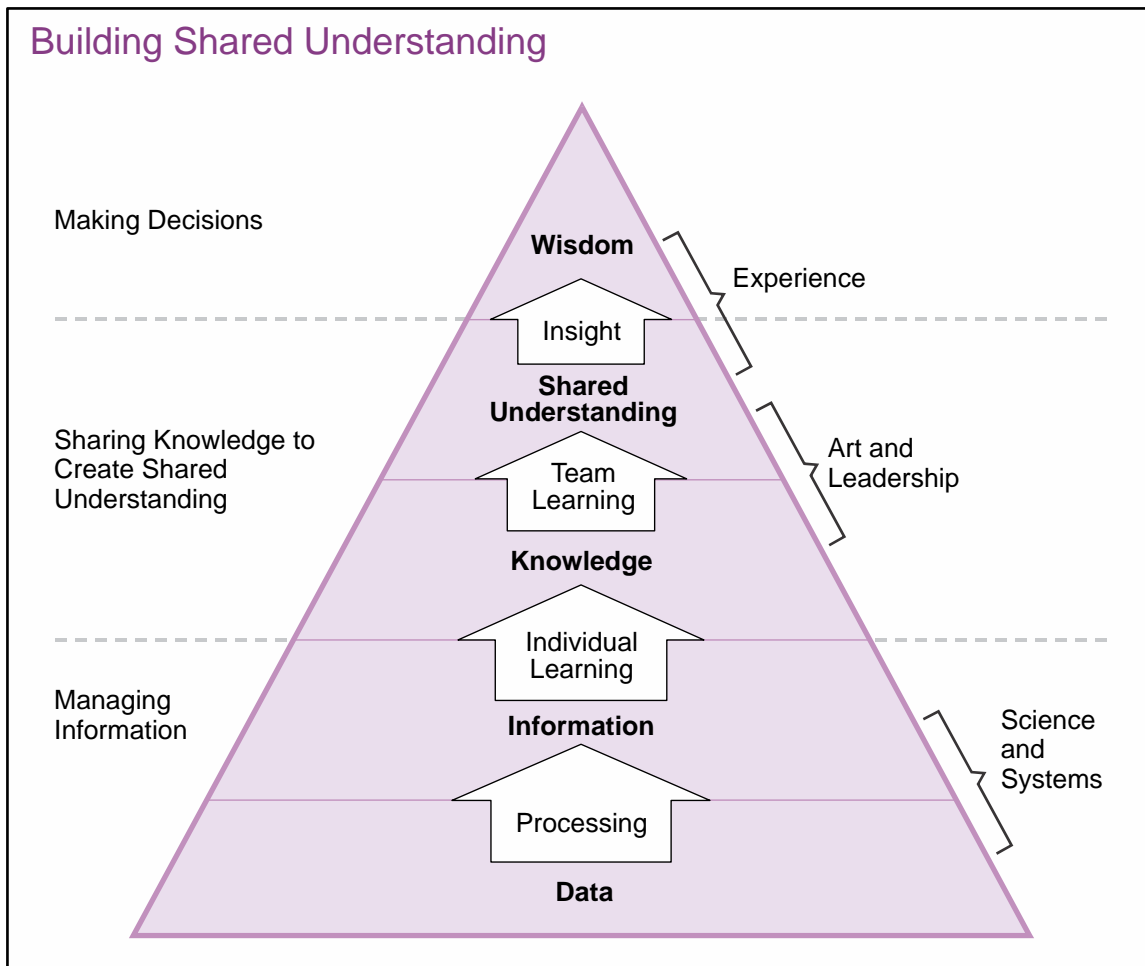 Building Shared Understanding
Making Decisions
Wisdom
Experience
Insight
Shared
Understanding
Sharing Knowledge to
Create Shared
Understanding
Art and
Leadership
Team
Learning
Knowledge
Individual
Learning
Managing
Information
Information
Science
and
Systems
Processing
Data